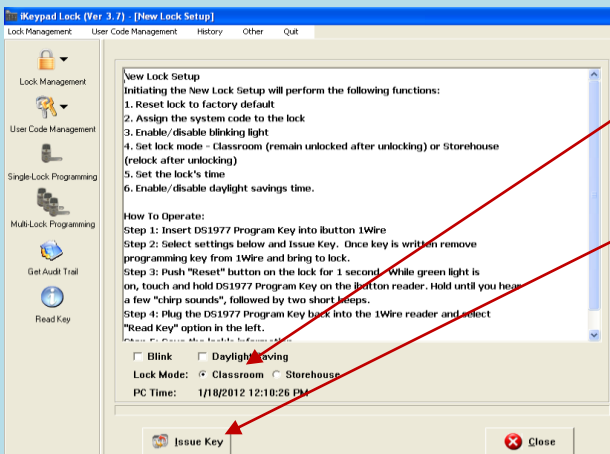 iKeypad Lock (Ver 3.7) - [New Lock Setup]
Lock Management User Code Management History Other Quit
Lock Management
User Code Management
Single-Lock Programming
Multi-Lock Programming
Get Audit Trail
Read Key
New Lock Setup
Initiating the New Lock Setup will perform the following functions:
1. Reset lock to factory default
2. Assign the system code to the lock
3. Enable/disable blinking light
4. Set lock mode - Classroom (remain unlocked after unlocking) or Storehouse
(relock after unlocking)
5. Set the lock's time
6. Enable/disable daylight savings time.
How To Operate:
Step 1: Insert DS1977 Program Key into ibutton 1Wire
Step 2: Select settings below and Issue Key. Once key is written remove
programming key from 1Wire and bring to lock.
Step 3: Push "Reset" button on the lock for 1 second. While green light is
on, touch and hold DS1977 Program Key on the ibutton reader. Hold until you hear
a few "chirp sounds", followed by two short beeps.
Step 4: Plug the DS1977 Program Key back into the 1Wire reader and select
"Read Key" option in the left.
Blink Daylight Saving
Lock Mode: Classroom Storehouse
PC Time: 1/18/2012 12:10:26 PM
Issue Key Close